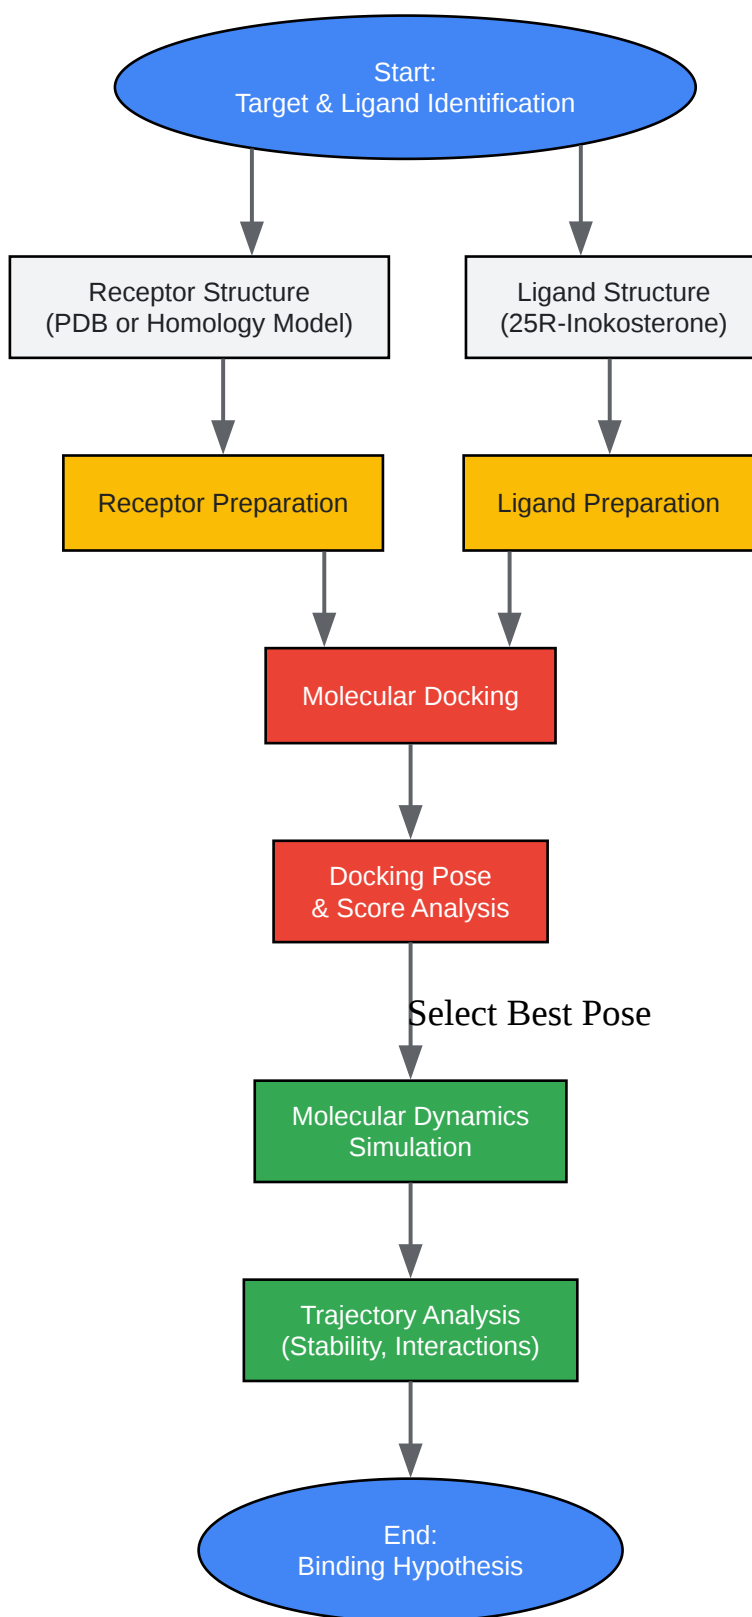 Start:
Target & Ligand Identification
Receptor Structure
(PDB or Homology Model)
Ligand Structure
(25R-Inokosterone)
Receptor Preparation
Ligand Preparation
Molecular Docking
Docking Pose
& Score Analysis
Select Best Pose
Molecular Dynamics
Simulation
Trajectory Analysis
(Stability, Interactions)
End:
Binding Hypothesis